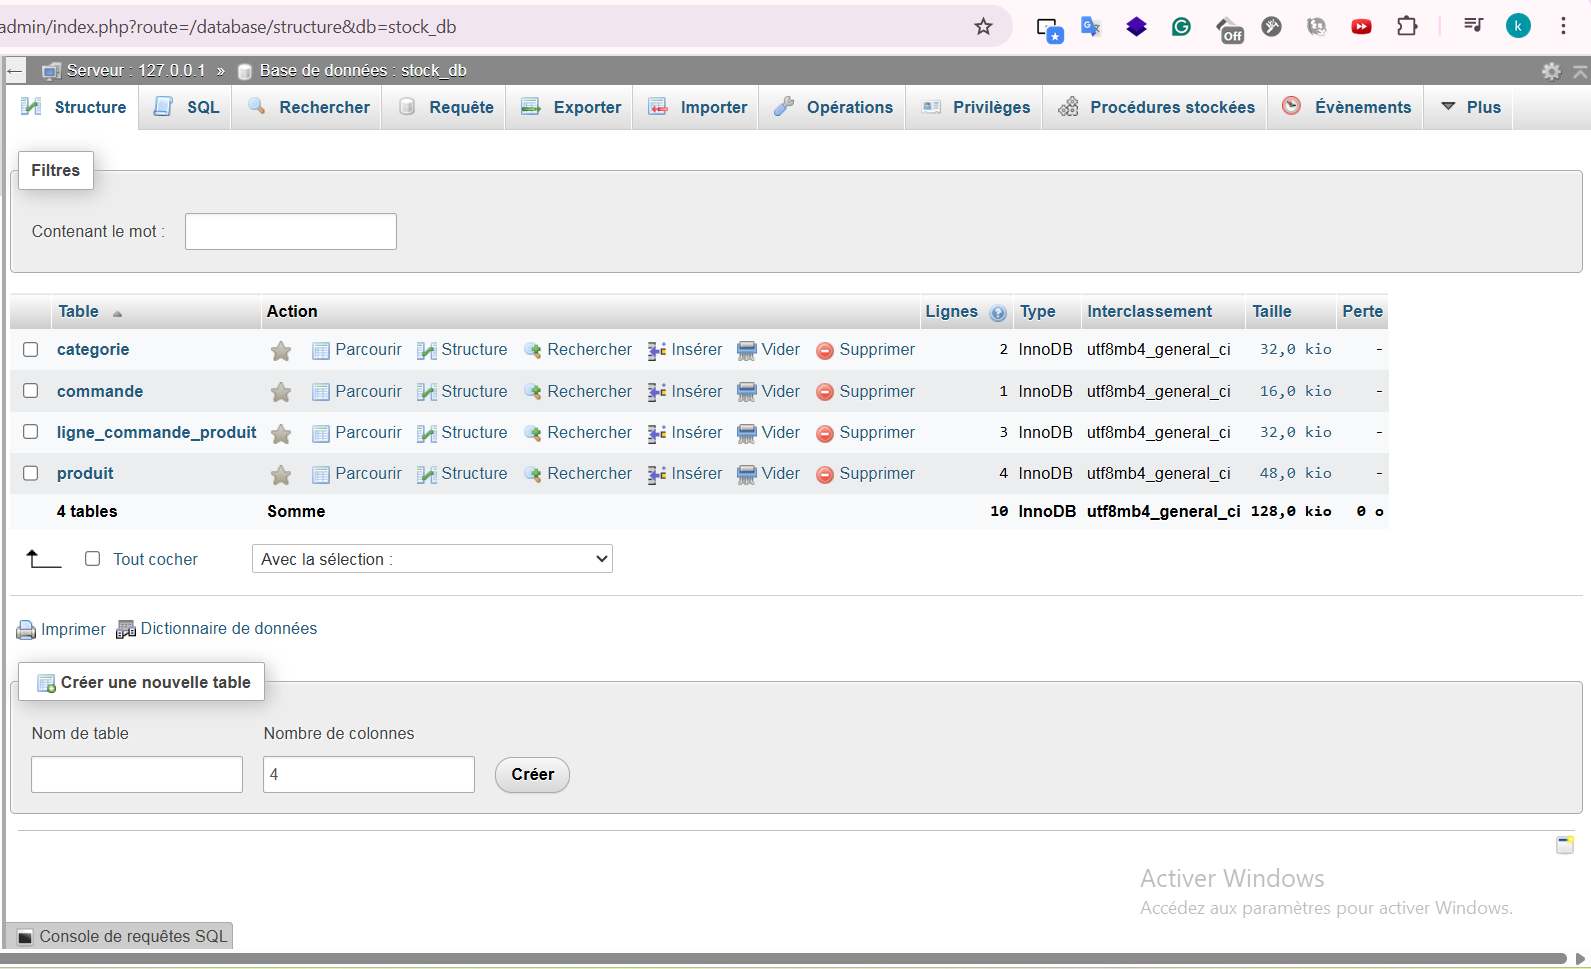 admin/index.php?route=/database/structure&db=stock_db
Off
k
Serveur : 127.0.0.1 » Base de données : stock_db
Structure SQL Rechercher Requête Exporter Importer Opérations Privilèges Procédures stockées Évènements Plus
Filtres
Contenant le mot :
Table Action Lignes Type Interclassement Taille Perte
categorie Parcourir Structure Rechercher Insérer Vider Supprimer 2 InnoDB utf8mb4_general_ci 32,0 kio -
commande Parcourir Structure Rechercher Insérer Vider Supprimer 1 InnoDB utf8mb4_general_ci 16,0 kio -
ligne_commande_produit Parcourir Structure Rechercher Insérer Vider Supprimer 3 InnoDB utf8mb4_general_ci 32,0 kio -
produit Parcourir Structure Rechercher Insérer Vider Supprimer 4 InnoDB utf8mb4_general_ci 48,0 kio -
4 tables Somme 10 InnoDB utf8mb4_general_ci 128,0 kio 0 o
Tout cocher Avec la sélection :
Imprimer Dictionnaire de données
Créer une nouvelle table
Nom de table Nombre de colonnes
4 Créer
Activer Windows
Accédez aux paramètres pour activer Windows.
Console de requêtes SQL